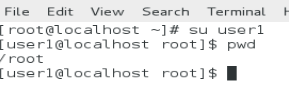 File Edit View Search Terminal
[root@localhost ~]# su user1
[user1@localhost root]$ pwd
/root
[user1@localhost root]$